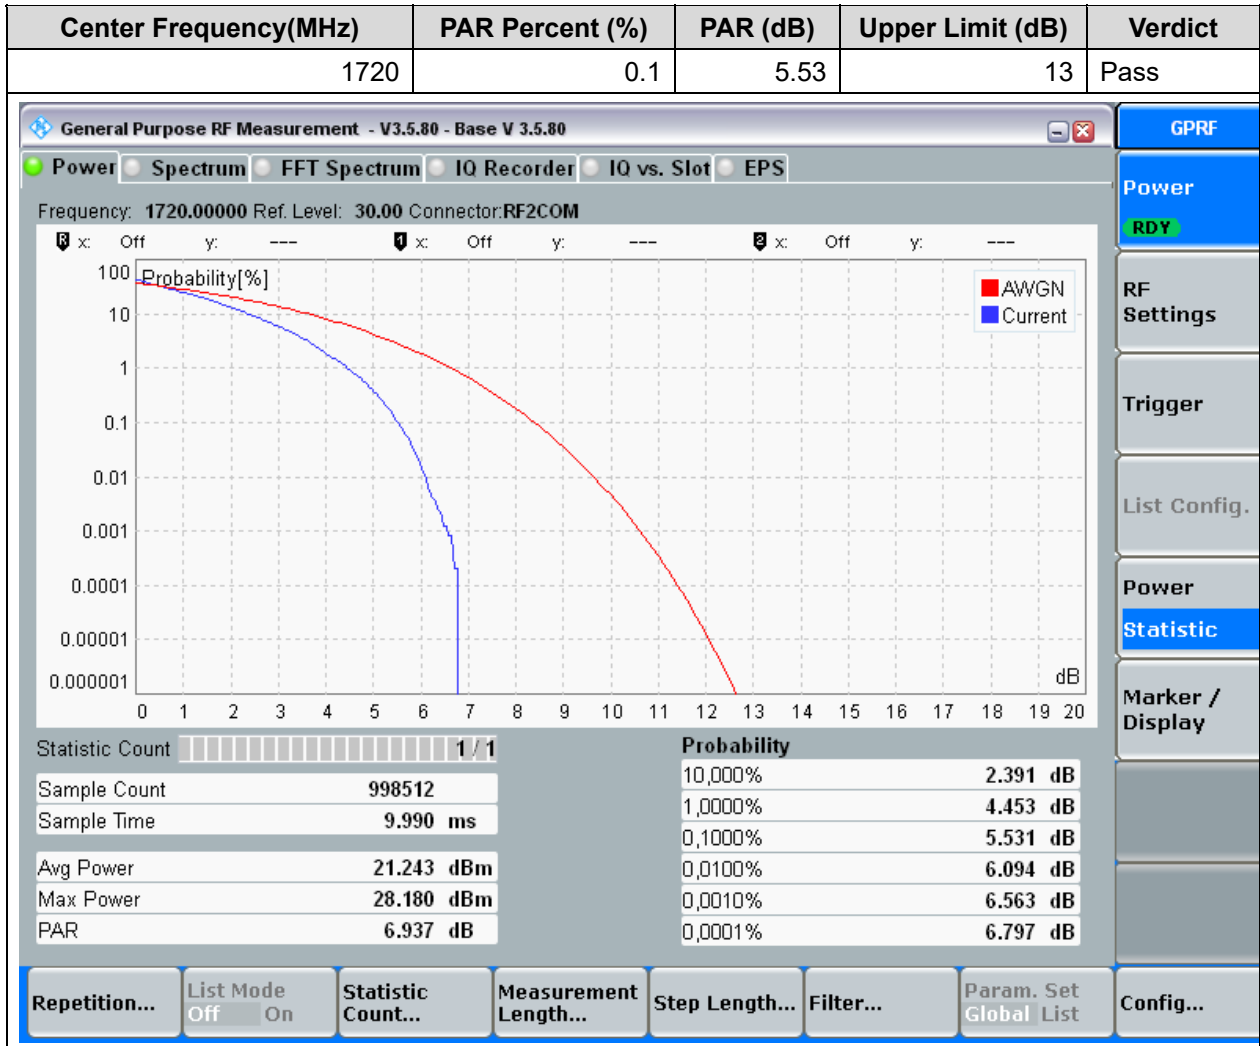 Center Frequency(MHz) PAR Percent (%) PAR (dB) Upper Limit (dB) Verdict
1720 0.1 5.53 13 Pass
General Purpose RF Measurement - V3.5.80 - Base V 3.5.80
GPRF
Power Spectrum FFT Spectrum IQ Recorder IQ vs. Slot EPS
Power
RDY
Frequency: 1720.00000 Ref. Level: 30.00 Connector:RF2COM
R x: Off y: --- 1 x: Off y: --- 2 x: Off y: ---
Probability[%]
AWGN
Current
100
10
1
0.1
0.01
0.001
0.0001
0.00001
0.000001
dB
0 1 2 3 4 5 6 7 8 9 10 11 12 13 14 15 16 17 18 19 20
RF
Settings
Trigger
List Config.
Power
Statistic
Marker /
Display
Statistic Count 1 / 1
Sample Count 998512
Sample Time 9.990 ms
Avg Power 21.243 dBm
Max Power 28.180 dBm
PAR 6.937 dB
Probability
10,000% 2.391 dB
1,0000% 4.453 dB
0,1000% 5.531 dB
0,0100% 6.094 dB
0,0010% 6.563 dB
0,0001% 6.797 dB
Repetition...
List Mode
Off On
Statistic
Count...
Measurement
Length...
Step Length...
Filter...
Param. Set
Global List
Config...